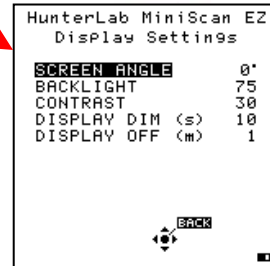 HunterLab MiniScan EZ
Display Settings
SCREEN ANGLE 0°
BACKLIGHT 75
CONTRAST 30
DISPLAY DIM (s) 10
DISPLAY OFF (m) 1
BACK